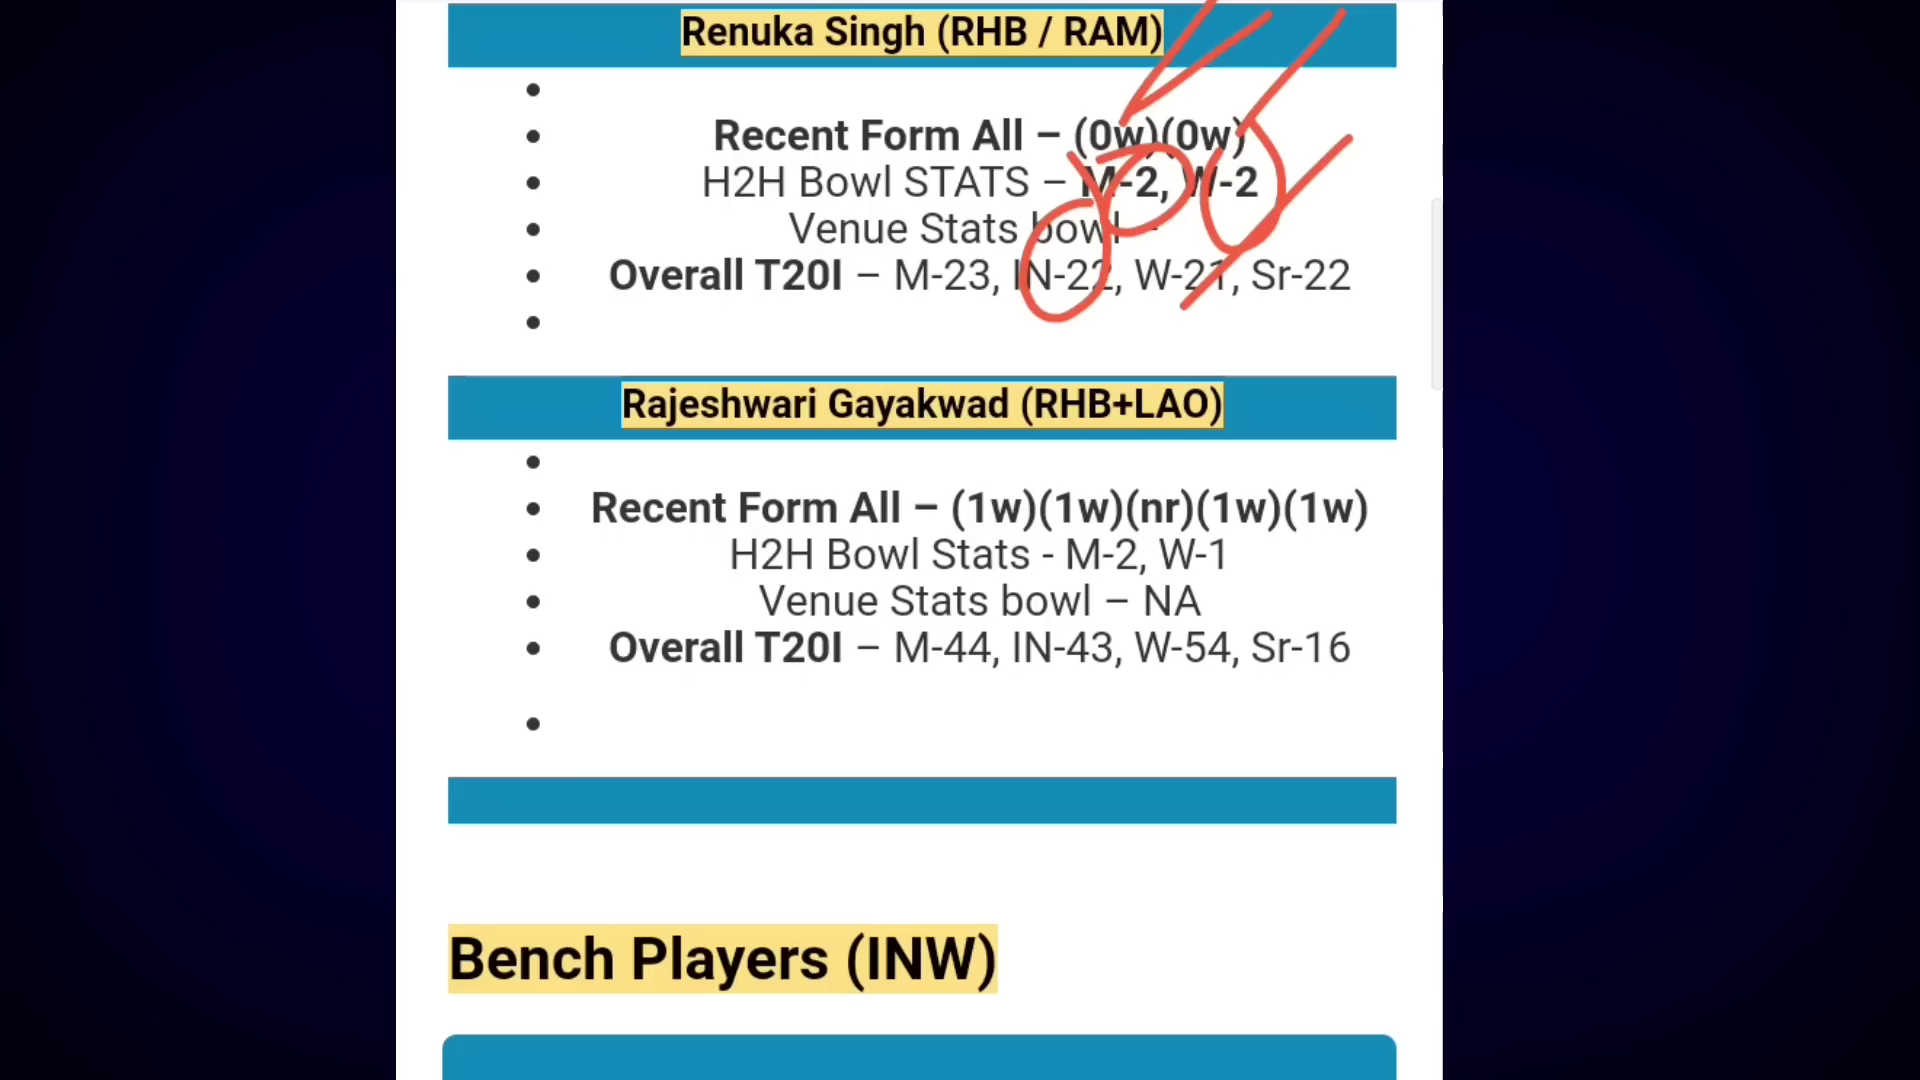 Renuka Singh (RHB / RAM)
Recent Form All – (0w)(0w)
H2H Bowl STATS – M-2, W-2
Venue Stats bowl –
Overall T20I – M-23, IN-22, W-21, Sr-22
Rajeshwari Gayakwad (RHB+LAO)
Recent Form All – (1w)(1w)(nr)(1w)(1w)
H2H Bowl Stats - M-2, W-1
Venue Stats bowl – NA
Overall T20I – M-44, IN-43, W-54, Sr-16
Bench Players (INW)